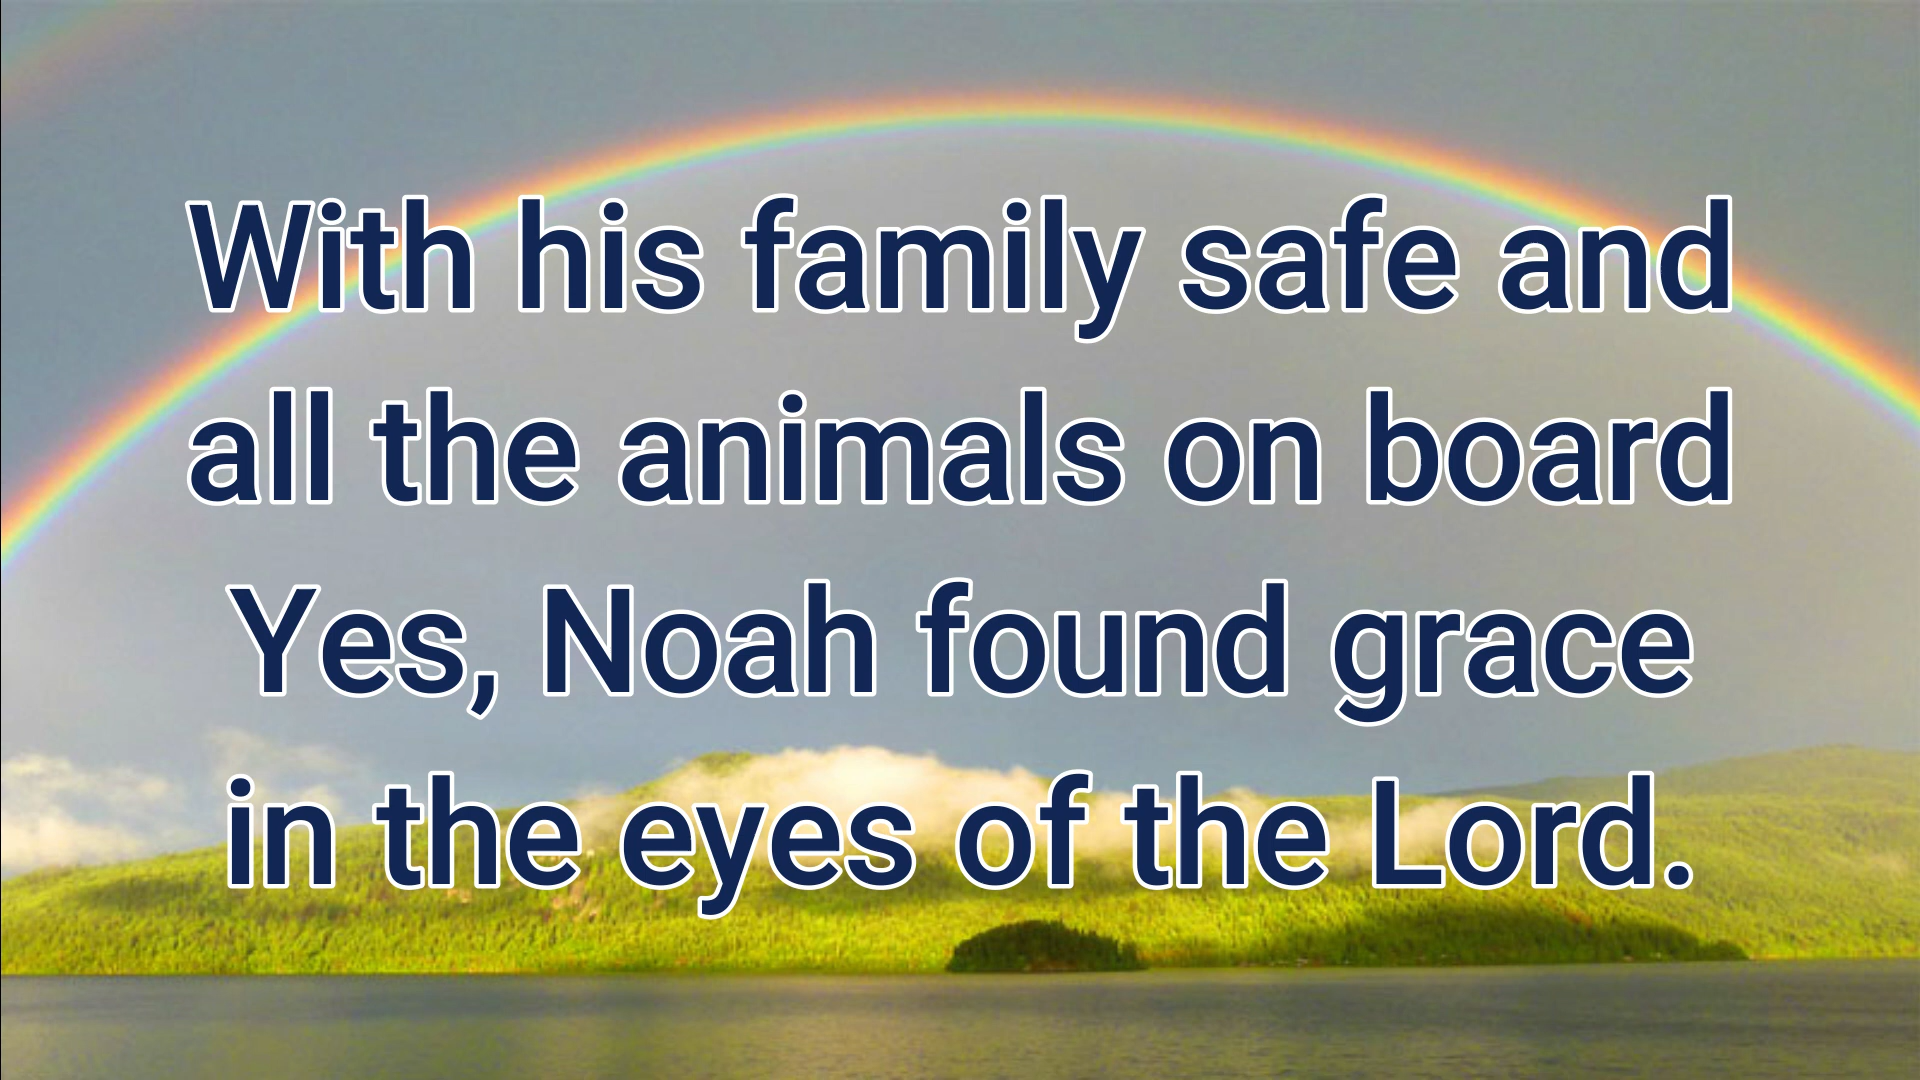 With his family safe and
all the animals on board
Yes, Noah found grace
in the eyes of the Lord.